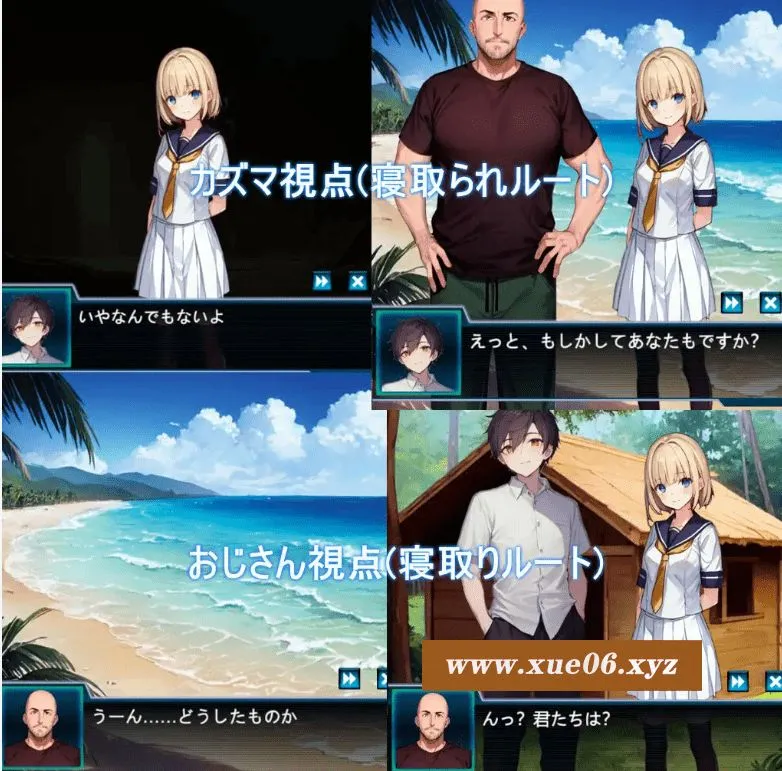 カズマ視点(寝取られルート)
いやなんでもないよ
えっと、もしかしてあなたもですか?
おじさん視点(寝取りルート)
www.xue06.xyz
うーん……どうしたものか
んっ? 君たちは?